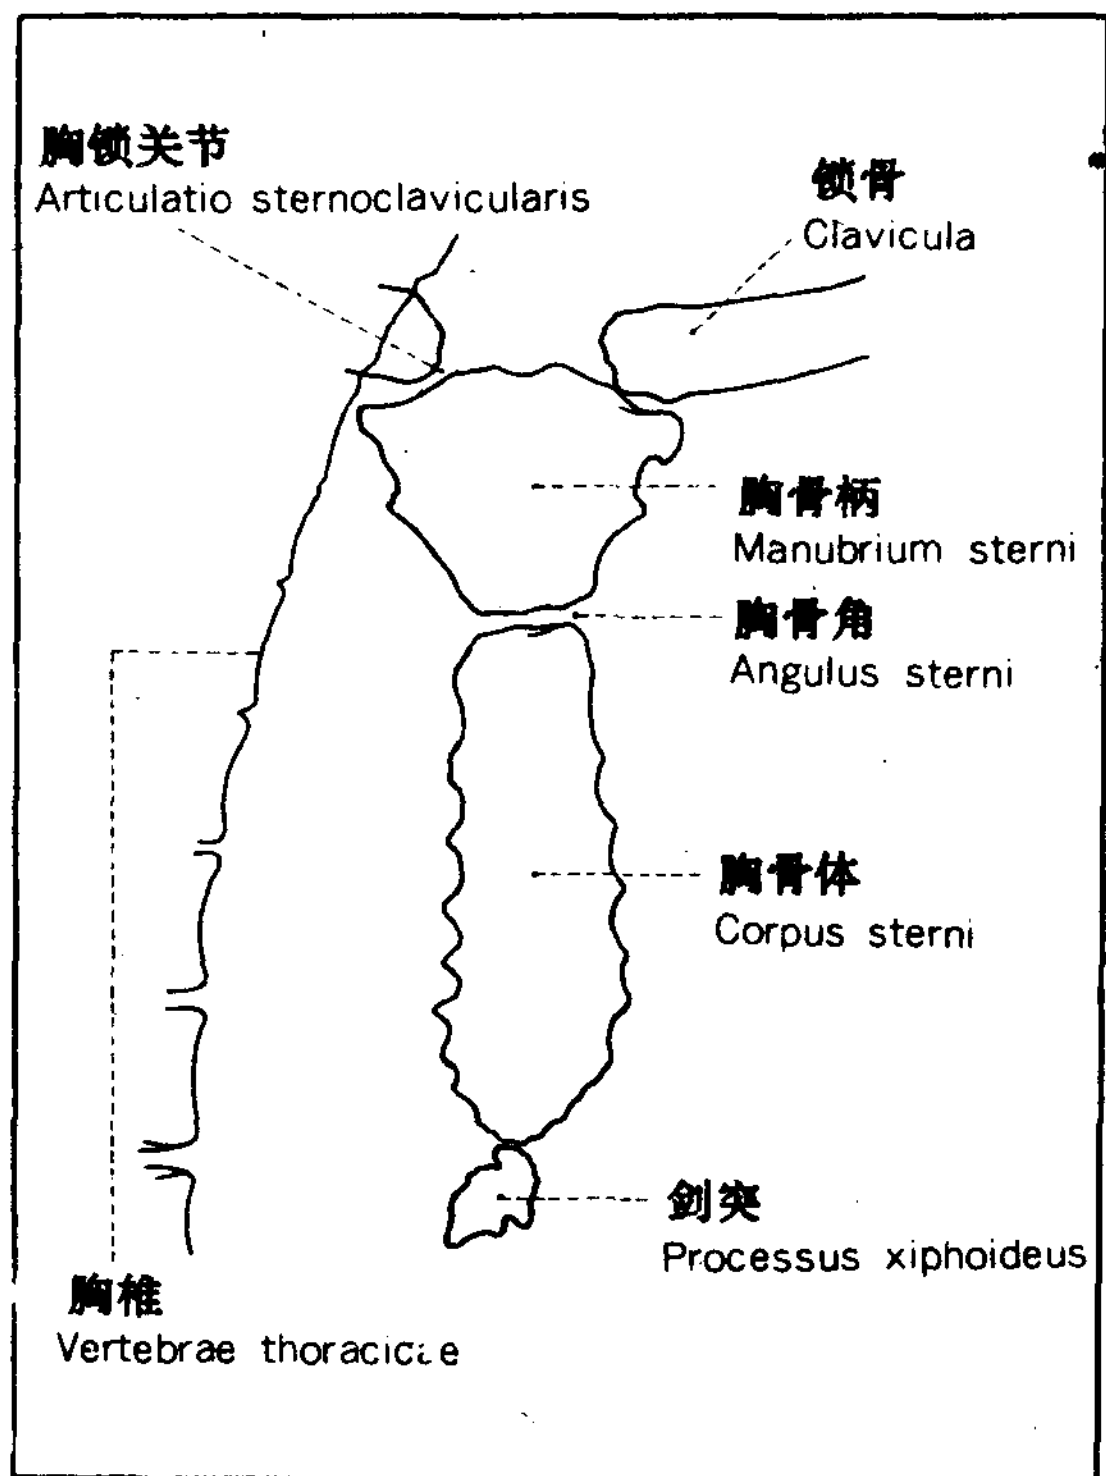 胸锁关节
Articulatio sternoclavicularis
锁骨
Clavicula
胸骨柄
Manubrium sterni
胸骨角
Angulus sterni
胸骨体
Corpus sterni
剑突
Processus xiphoideus
胸椎
Vertebrae thoracicae